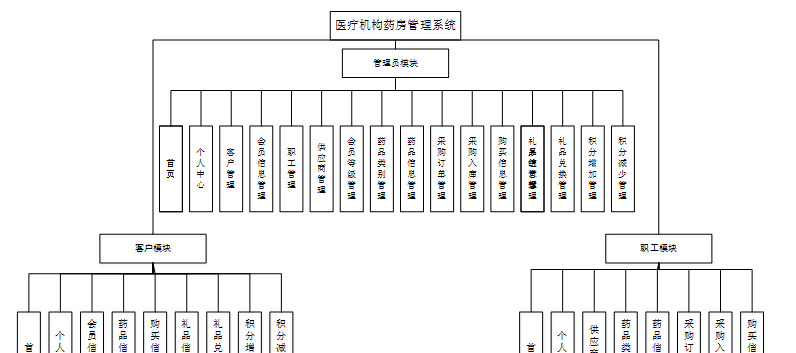 医疗机构药房管理系统
管理员模块
首页
个人中心
客户管理
会员信息管理
职工管理
供应商管理
会员等级管理
药品类别管理
药品信息管理
采购订单管理
采购入库管理
购买信息管理
礼品信息管理
礼品兑换管理
积分增加管理
积分减少管理
客户模块
职工模块
首
个人
会员信
药品信
购买信
礼品信
礼品兑
积分增
积分减
首
个人
供应商
药品类
药品信
采购订
采购入
购买信